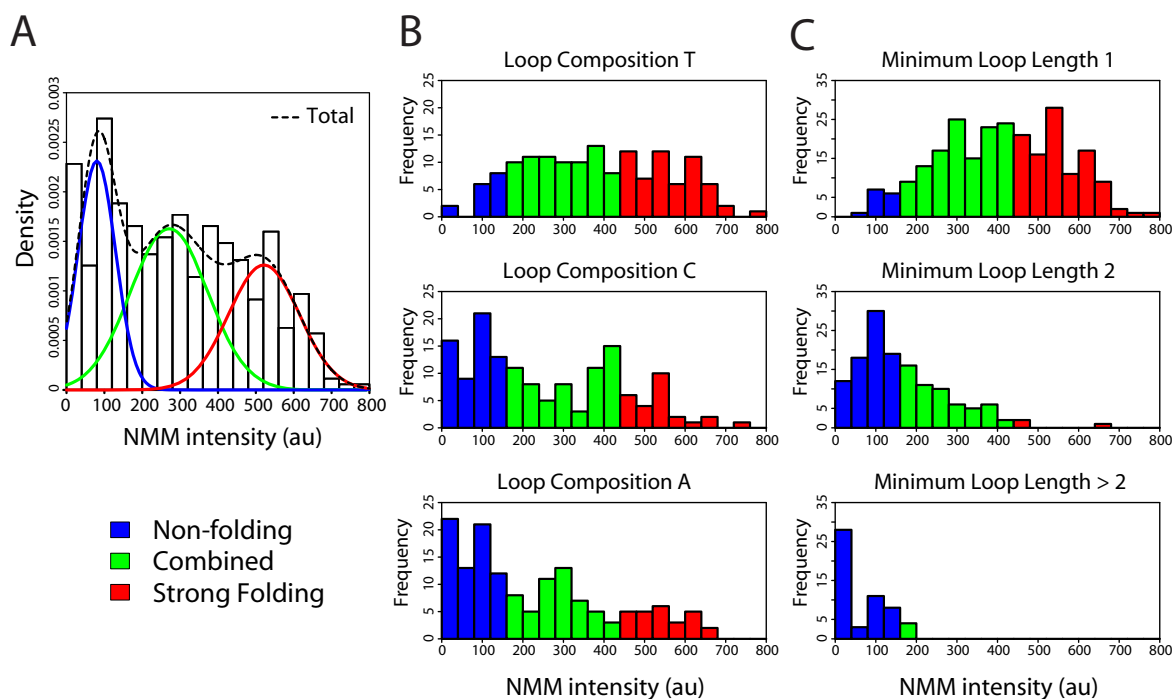 A
Density
0.003
0.0025
0.002
0.0015
0.001
0.0005
0
Total
0 100 200 300 400 500 600 700 800
NMM intensity (au)
Non-folding
Combined
Strong Folding
B
Loop Composition T
Frequency
25
20
15
10
5
0
0 100 200 300 400 500 600 700 800
Loop Composition C
Frequency
25
20
15
10
5
0
0 100 200 300 400 500 600 700 800
Loop Composition A
Frequency
25
20
15
10
5
0
0 100 200 300 400 500 600 700 800
NMM intensity (au)
C
Minimum Loop Length 1
Frequency
35
25
15
5
0
0 100 200 300 400 500 600 700 800
Minimum Loop Length 2
Frequency
35
25
15
5
0
0 100 200 300 400 500 600 700 800
Minimum Loop Length > 2
Frequency
35
25
15
5
0
0 100 200 300 400 500 600 700 800
NMM intensity (au)